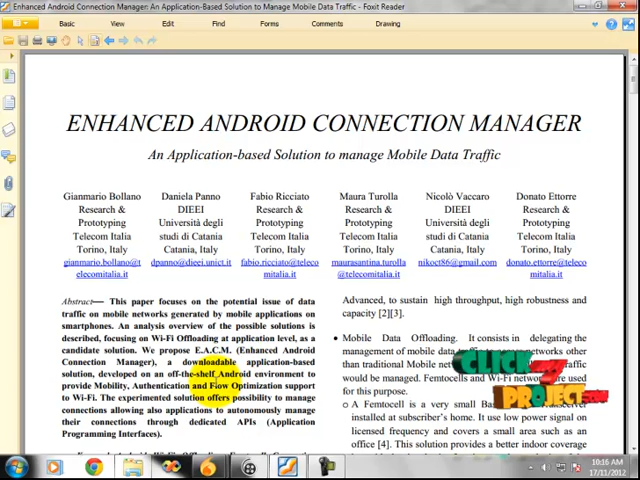 Enhanced Android Connection Manager: An Application-Based Solution to Manage Mobile Data Traffic - Foxit Reader
Basic View Edit Find Forms Comments Drawing
ENHANCED ANDROID CONNECTION MANAGER
An Application-based Solution to manage Mobile Data Traffic
Gianmario Bollano
Research &
Prototyping
Telecom Italia
Torino, Italy
gianmario.bollano@t
elecomitalia.it
Daniela Panno
DIEEI
Università degli
studi di Catania
Catania, Italy
dpanno@dieei.unict.it
Fabio Ricciato
Research &
Prototyping
Telecom Italia
Torino, Italy
fabio.ricciato@teleco
mitalia.it
Maura Turolla
Research &
Prototyping
Telecom Italia
Torino, Italy
maurasantina.turolla
@telecomitalia.it
Nicolò Vaccaro
DIEEI
Università degli
studi di Catania
Catania, Italy
nikoct86@gmail.com
Donato Ettorre
Research &
Prototyping
Telecom Italia
Torino, Italy
donato.ettorre@teleco
mitalia.it
Abstract— This paper focuses on the potential issue of data
traffic on mobile networks generated by mobile applications on
smartphones. An analysis overview of the possible solutions is
described, focusing on Wi-Fi Offloading at application level, as a
candidate solution. We propose E.A.C.M. (Enhanced Android
Connection Manager), a downloadable application-based
solution, developed on an off-the-shelf Android environment to
provide Mobility, Authentication and Flow Optimization support
to Wi-Fi. The experimented solution offers possibility to manage
connections allowing also applications to autonomously manage
their connections through dedicated APIs (Application
Programming Interfaces).
Advanced, to sustain high throughput, high robustness and
capacity [2][3].
• Mobile Data Offloading. It consists in delegating the
management of mobile data to networks other
than traditional Mobile traffic
would be managed. Femtocells and Wi-Fi are used
for this purpose.
o A Femtocell is a very small Base
installed at subscriber's home. It use low power signal on
licensed frequency and covers a small area such as an
office [4]. This solution provides a better indoor coverage
CLICK
MY
PROJECT.COM
10:16 AM
17/11/2012